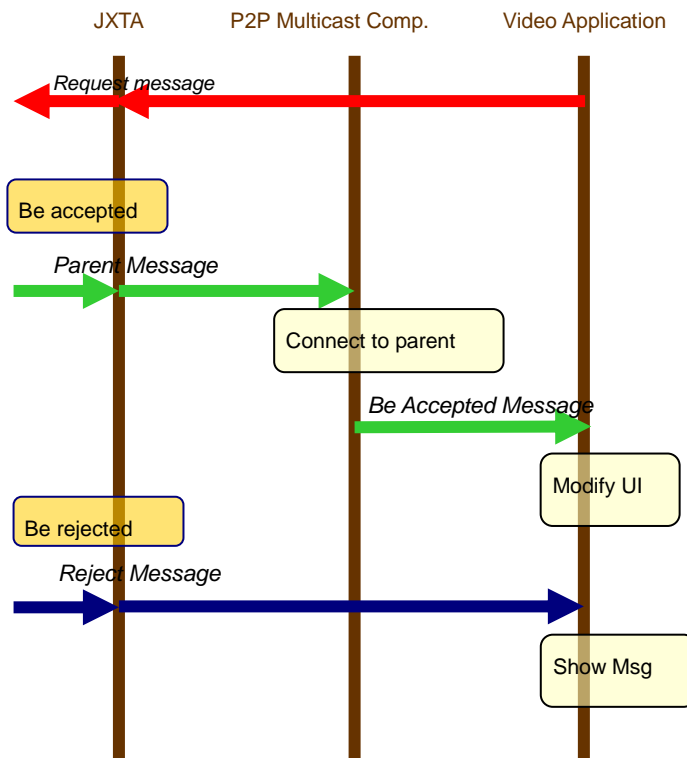 JXTA
P2P Multicast Comp.
Video Application
Request message
Be accepted
Parent Message
Connect to parent
Be Accepted Message
Modify UI
Be rejected
Reject Message
Show Msg